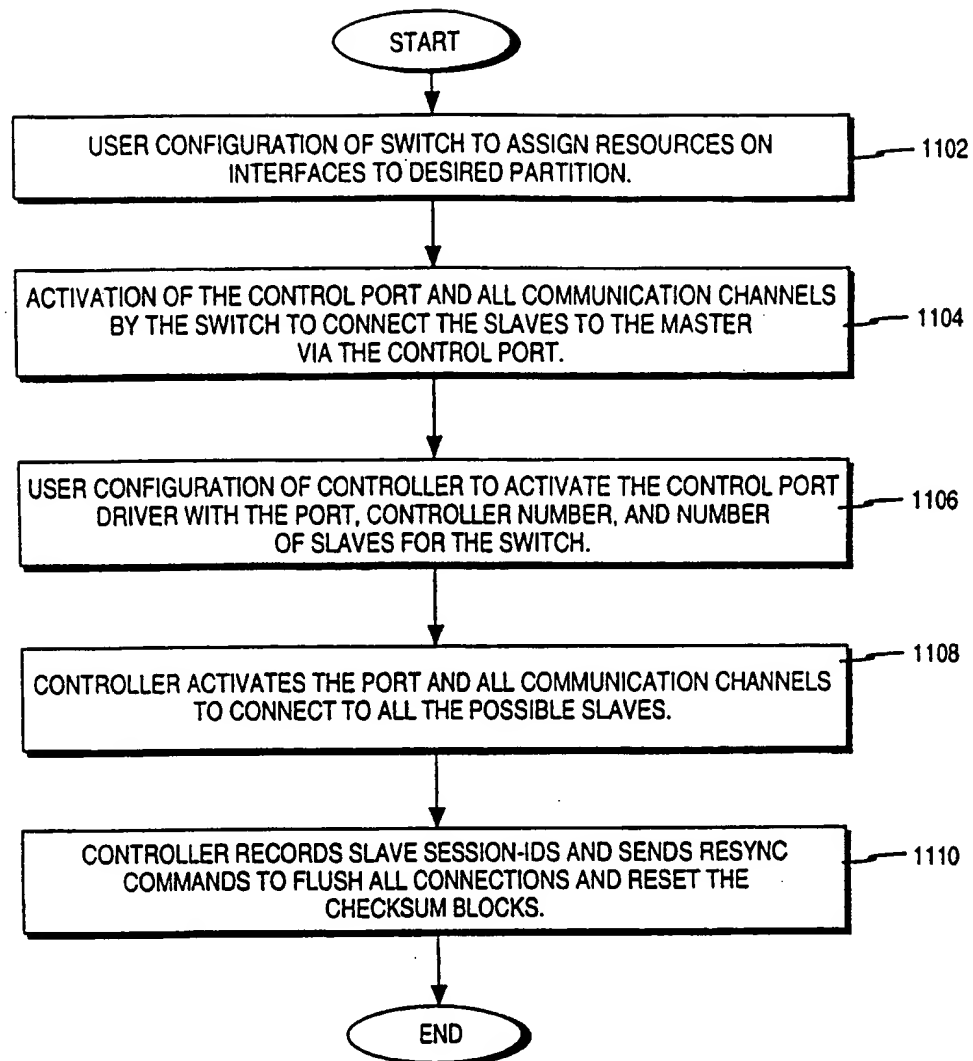 START
USER CONFIGURATION OF SWITCH TO ASSIGN RESOURCES ON
INTERFACES TO DESIRED PARTITION.
1102
ACTIVATION OF THE CONTROL PORT AND ALL COMMUNICATION CHANNELS
BY THE SWITCH TO CONNECT THE SLAVES TO THE MASTER
VIA THE CONTROL PORT.
1104
USER CONFIGURATION OF CONTROLLER TO ACTIVATE THE CONTROL PORT
DRIVER WITH THE PORT, CONTROLLER NUMBER, AND NUMBER
OF SLAVES FOR THE SWITCH.
1106
CONTROLLER ACTIVATES THE PORT AND ALL COMMUNICATION CHANNELS
TO CONNECT TO ALL THE POSSIBLE SLAVES.
1108
CONTROLLER RECORDS SLAVE SESSION-IDS AND SENDS RESYNC
COMMANDS TO FLUSH ALL CONNECTIONS AND RESET THE
CHECKSUM BLOCKS.
1110
END